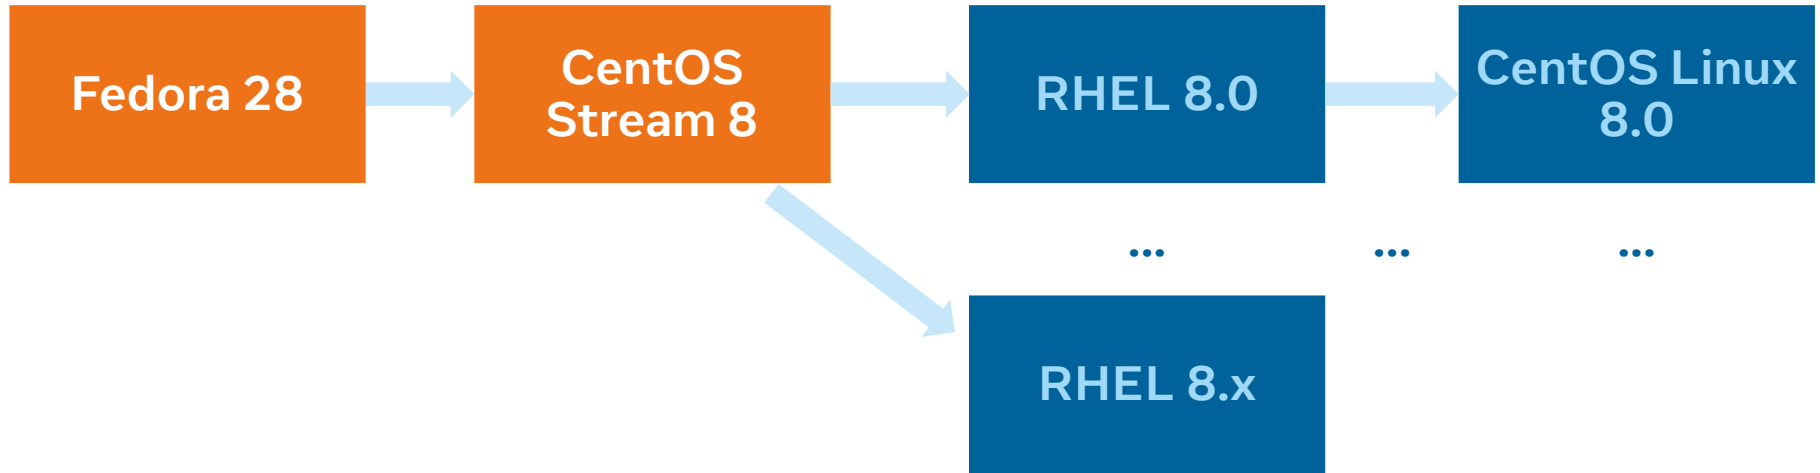 Fedora 28
CentOS
Stream 8
RHEL 8.0
CentOS Linux
8.0
... ... ...
RHEL 8.x